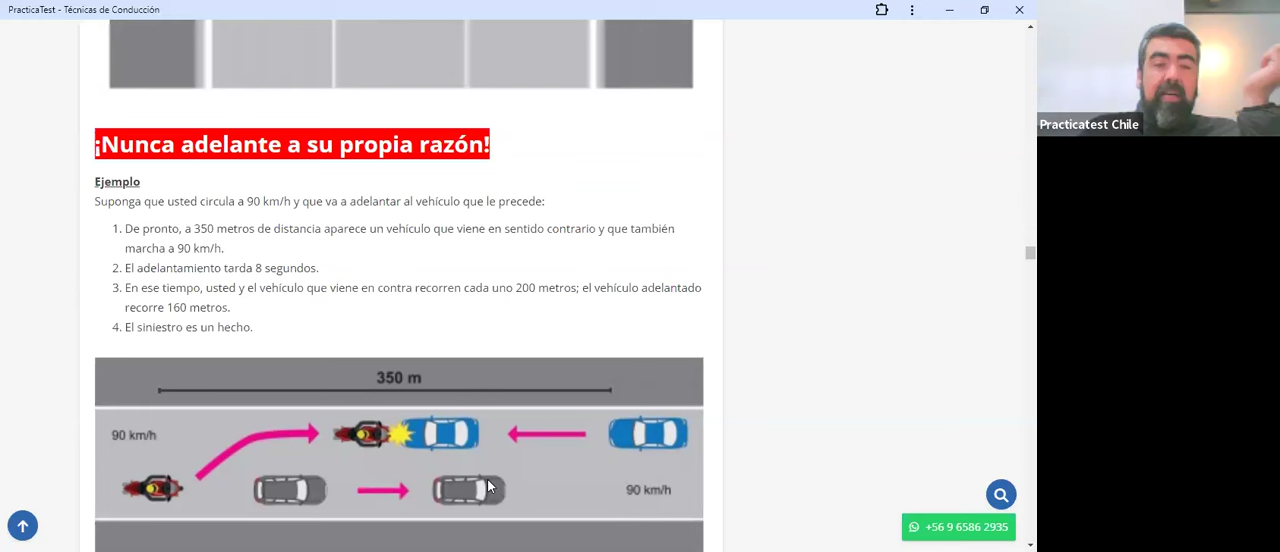 PracticaTest - Técnicas de Conducción
Practicatest Chile
¡Nunca adelante a su propia razón!
Ejemplo
Suponga que usted circula a 90 km/h y que va a adelantar al vehículo que le precede:
1. De pronto, a 350 metros de distancia aparece un vehículo que viene en sentido contrario y que también
marcha a 90 km/h.
2. El adelantamiento tarda 8 segundos.
3. En ese tiempo, usted y el vehículo que viene en contra recorren cada uno 200 metros; el vehículo adelantado
recorre 160 metros.
4. El siniestro es un hecho.
350 m
90 km/h
90 km/h
+56 9 6586 2935